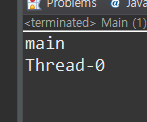 Problems @ Java
<terminated> Main (1)
main
Thread-0